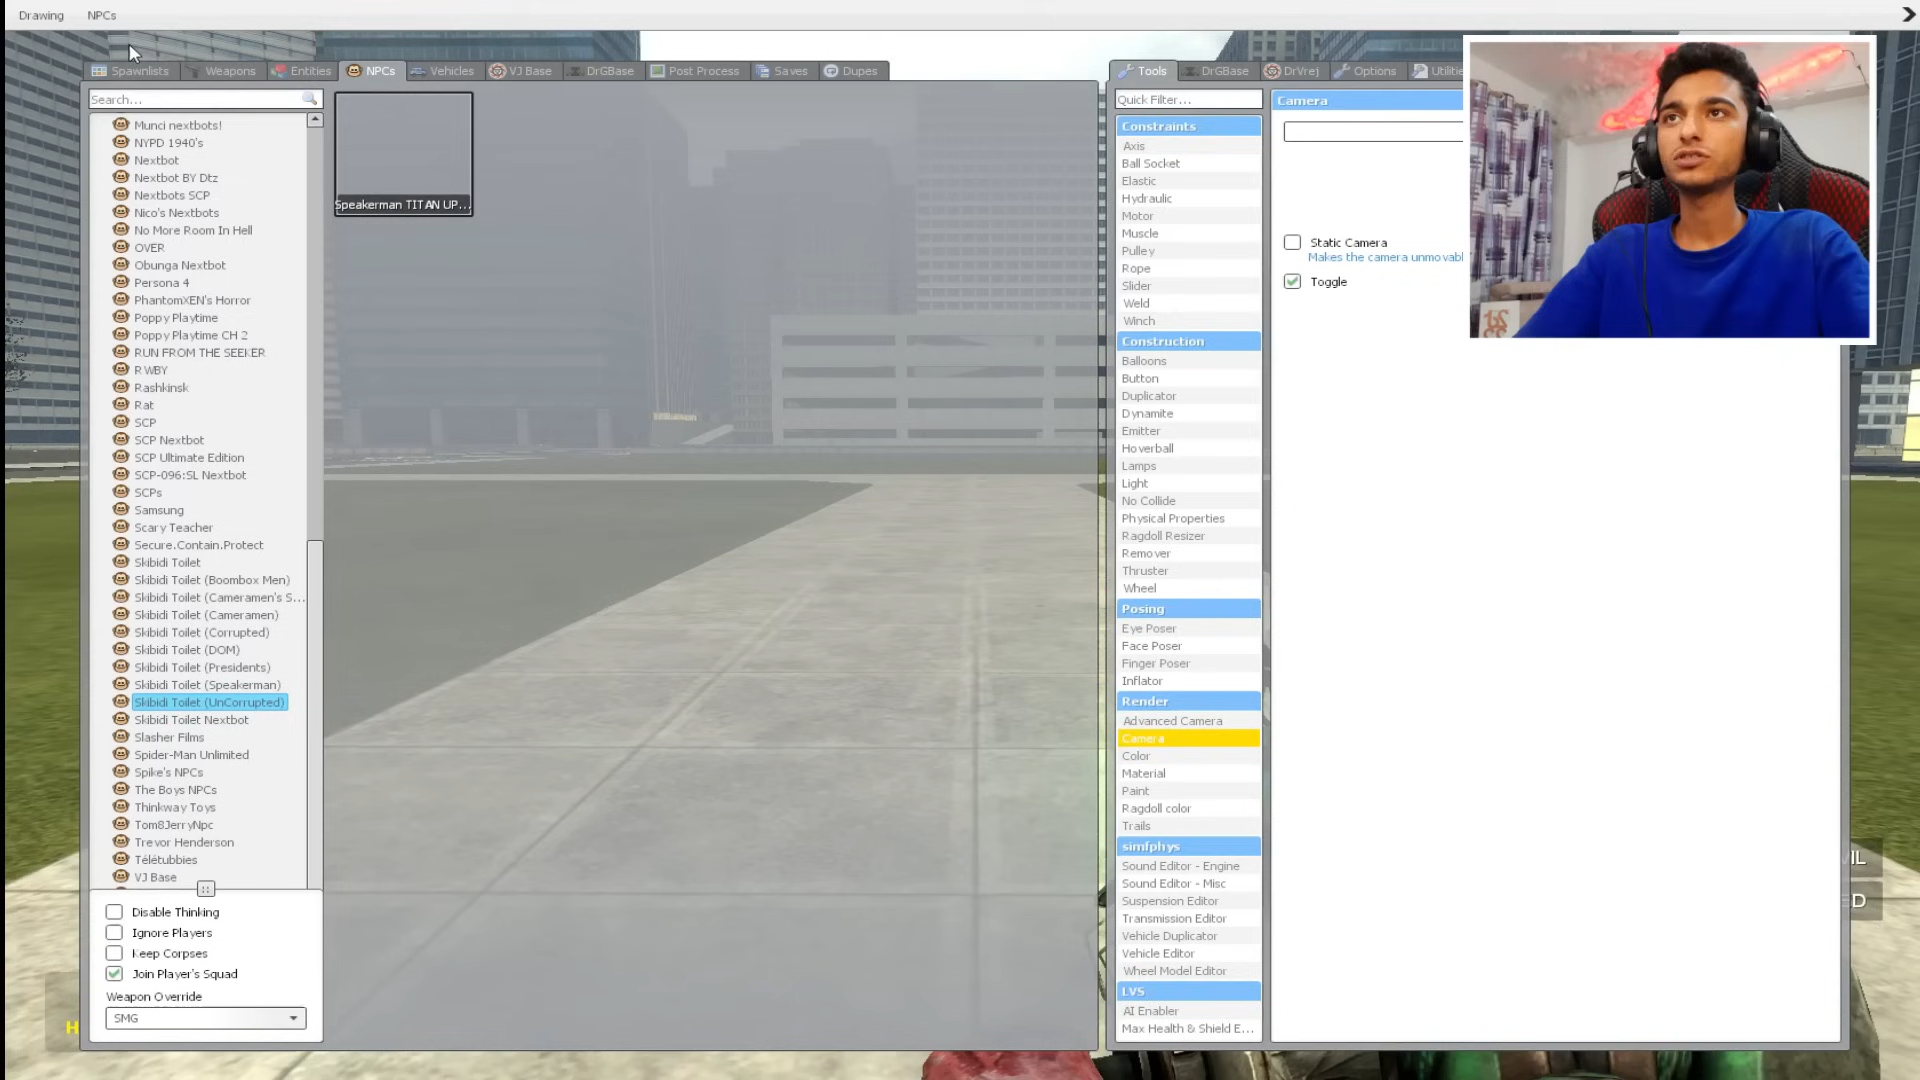 Drawing NPCs
Spawnlists Weapons Entities NPCs Vehicles VJ Base DrGBase Post Process Saves Dupes
Search...
Munci nextbots!
NYPD 1940's
Nextbot
Nextbot BY Dtz
Nextbots SCP
Nico's Nextbots
No More Room In Hell
OVER
Obunga Nextbot
Persona 4
PhantomXEN's Horror
Poppy Playtime
Poppy Playtime CH 2
RUN FROM THE SEEKER
RWBY
Rashkinsk
Rat
SCP
SCP Nextbot
SCP Ultimate Edition
SCP-096:SL Nextbot
SCPs
Samsung
Scary Teacher
Secure.Contain.Protect
Skibidi Toilet
Skibidi Toilet (Boombox Men)
Skibidi Toilet (Cameramen's S...
Skibidi Toilet (Cameramen)
Skibidi Toilet (Corrupted)
Skibidi Toilet (DOM)
Skibidi Toilet (Presidents)
Skibidi Toilet (Speakerman)
Skibidi Toilet (UnCorrupted)
Skibidi Toilet Nextbot
Slasher Films
Spider-Man Unlimited
Spike's NPCs
The Boys NPCs
Thinkway Toys
Tom8JerryNpc
Trevor Henderson
Télétubbies
VJ Base
Disable Thinking
Ignore Players
Keep Corpses
Join Player's Squad
Weapon Override
SMG
Speakerman TITAN UP...
Tools DrGBase DrVrej Options Utilitie
Quick Filter...
Constraints
Axis
Ball Socket
Elastic
Hydraulic
Motor
Muscle
Pulley
Rope
Slider
Weld
Winch
Construction
Balloons
Button
Duplicator
Dynamite
Emitter
Hoverball
Lamps
Light
No Collide
Physical Properties
Ragdoll Resizer
Remover
Thruster
Wheel
Posing
Eye Poser
Face Poser
Finger Poser
Inflator
Render
Advanced Camera
Camera
Color
Material
Paint
Ragdoll color
Trails
simfphys
Sound Editor - Engine
Sound Editor - Misc
Suspension Editor
Transmission Editor
Vehicle Duplicator
Vehicle Editor
Wheel Model Editor
LVS
AI Enabler
Max Health & Shield E...
Camera
Static Camera
Makes the camera unmovabl
Toggle